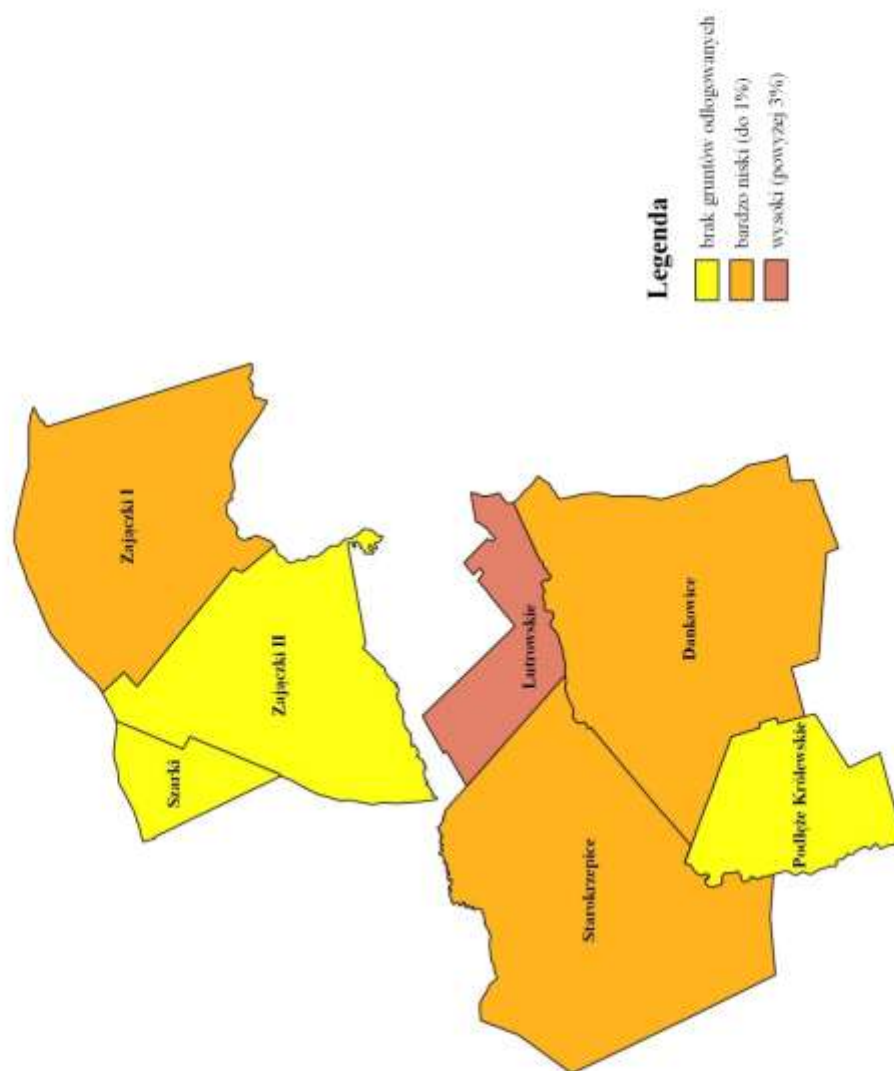 Legenda
brak gruntów odłogowanych
bardzo niski (do 1%)
wysoki (powyżej 3%)
Szarki
Zajączki II
Zajączki I
Starokrzepice
Lutrowskie
Podłęże Królewskie
Dankowice